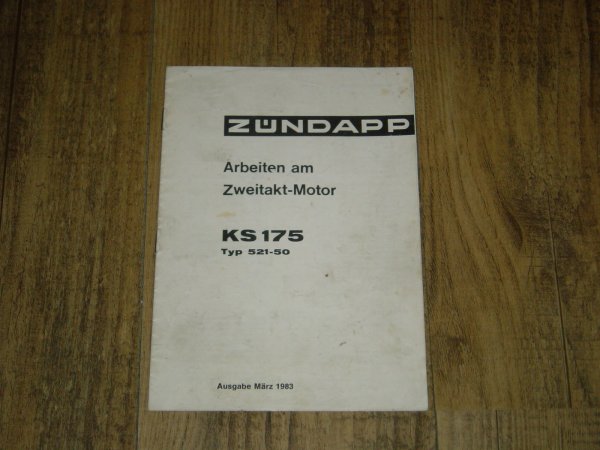 ZÜNDAPP
Arbeiten am
Zweitakt-Motor
KS 175
Typ 521-50
Ausgabe März 1983